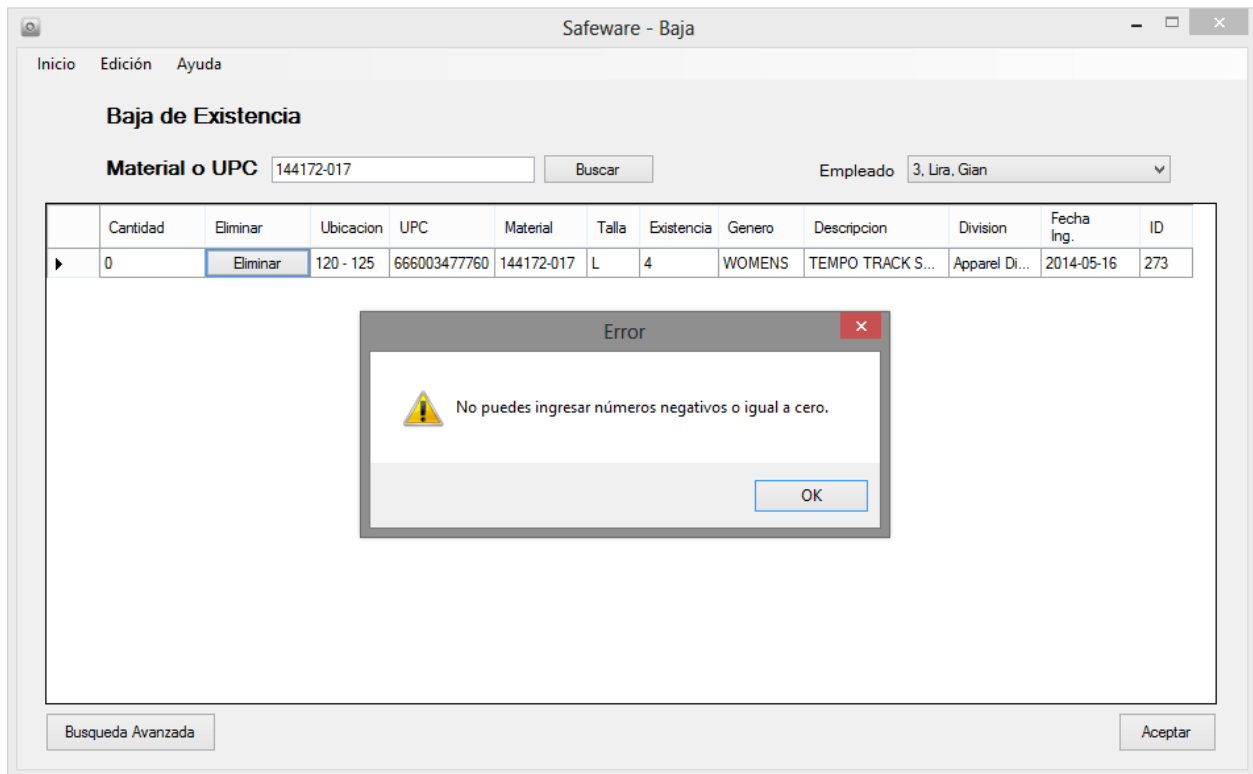 Safeware - Baja
Inicio Edición Ayuda
Baja de Existencia
Material o UPC 144172-017 Buscar Empleado 3, Lira, Gian
Cantidad Eliminar Ubicacion UPC Material Talla Existencia Genero Descripcion Division Fecha Ing. ID
0 Eliminar 120 - 125 666003477760 144172-017 L 4 WOMENS TEMPO TRACK S... Apparel Di... 2014-05-16 273
Error
No puedes ingresar números negativos o igual a cero.
OK
Busqueda Avanzada Aceptar